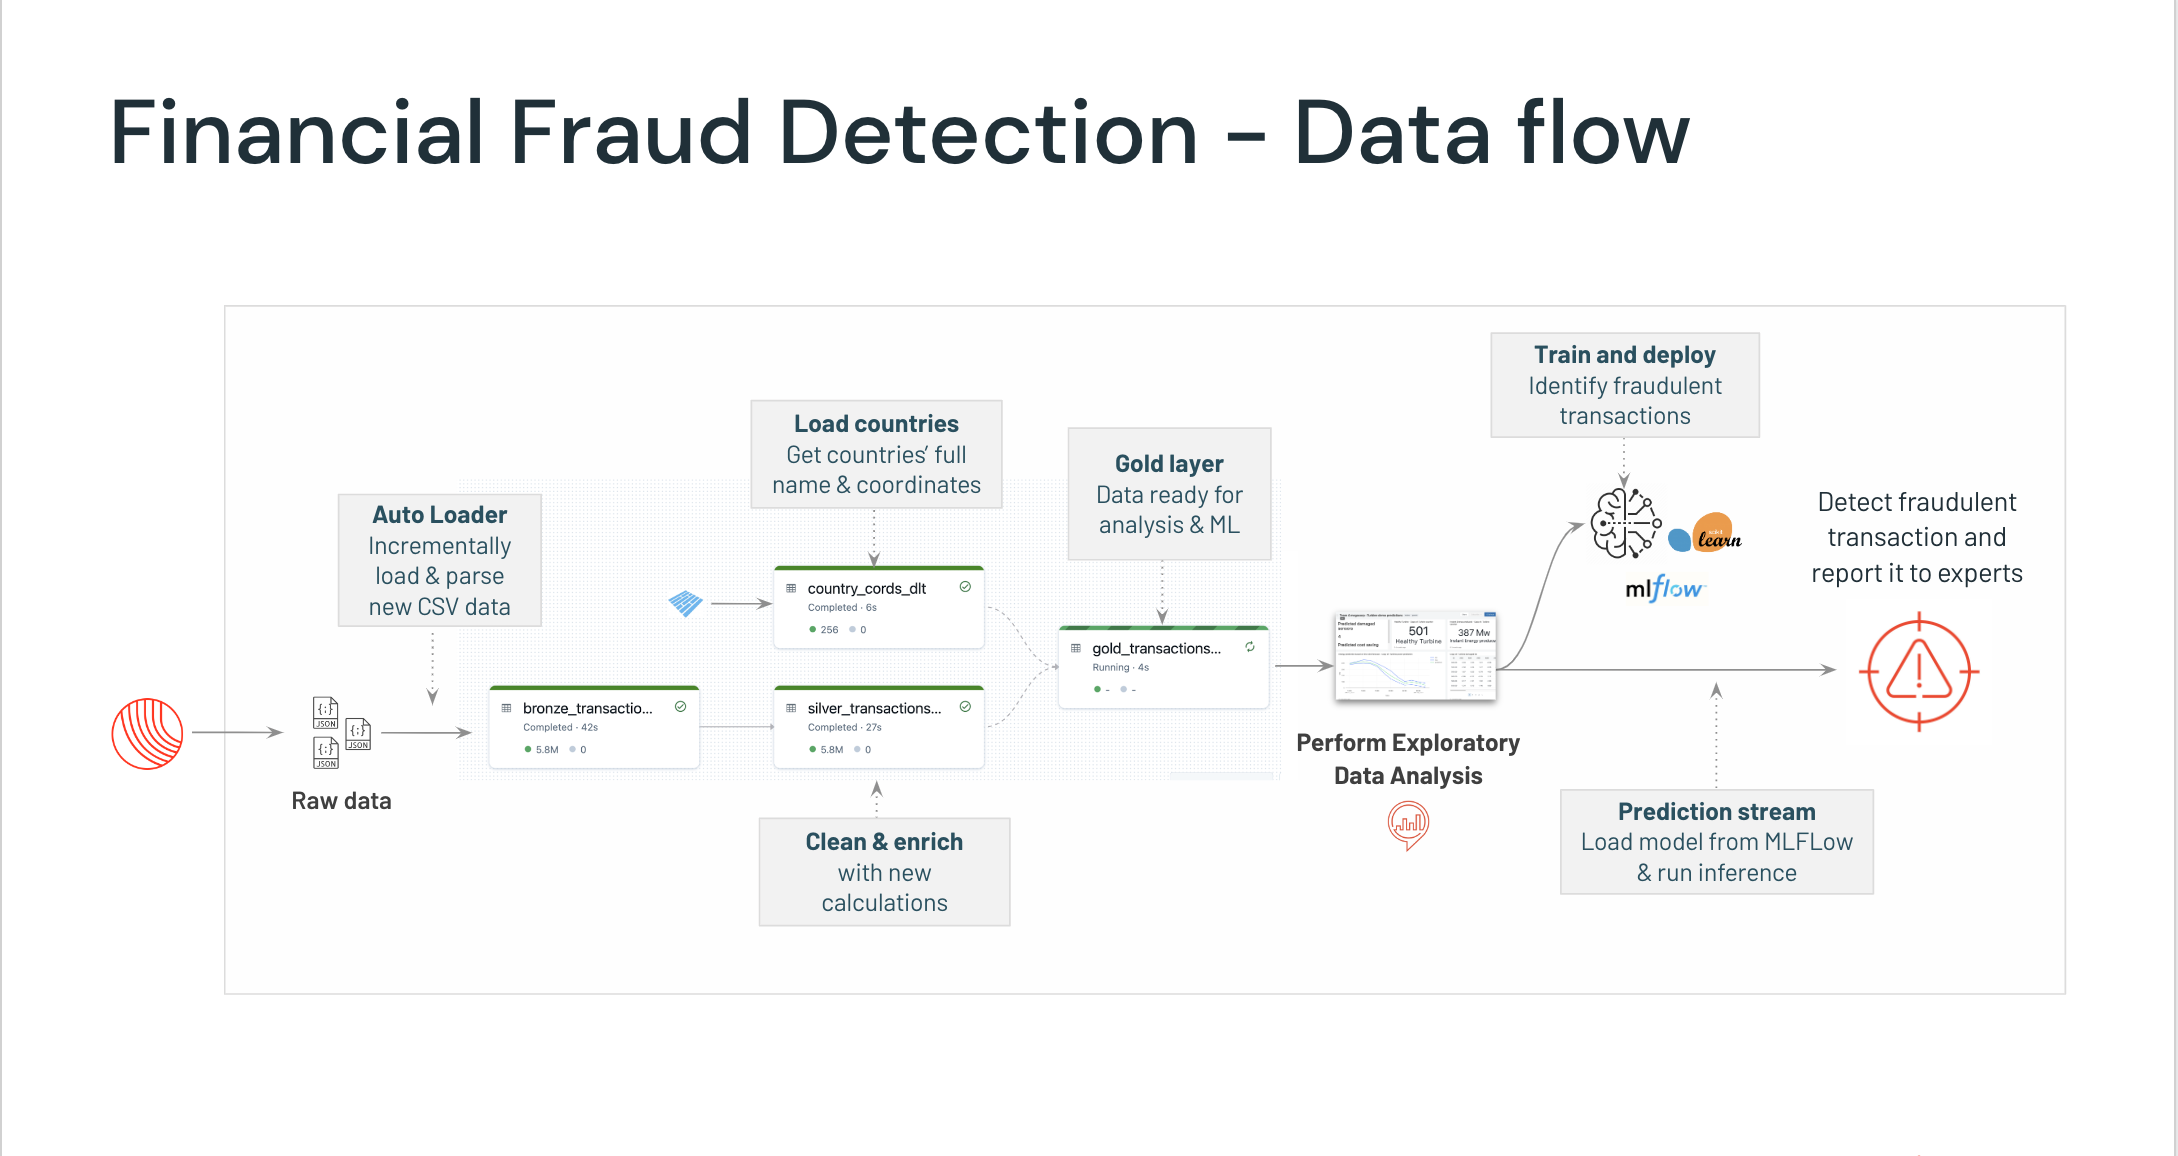 Financial Fraud Detection - Data flow
Train and deploy
Identify fraudulent
transactions
Load countries
Get countries’ full
name & coordinates
Gold layer
Data ready for
analysis & ML
Auto Loader
Incrementally
load & parse
new CSV data
learn
mlflow
Detect fraudulent
transaction and
report it to experts
country_cords_dlt
Completed · 6s
256 0
gold_transactions...
Running · 4s
- -
501
Healthy Turbine
387 Mw
{;}
JSON
{;}
JSON
{;}
JSON
Raw data
bronze_transactio...
Completed · 42s
5.8M 0
silver_transactions...
Completed · 27s
5.8M 0
Perform Exploratory
Data Analysis
Clean & enrich
with new
calculations
Prediction stream
Load model from MLFLow
& run inference